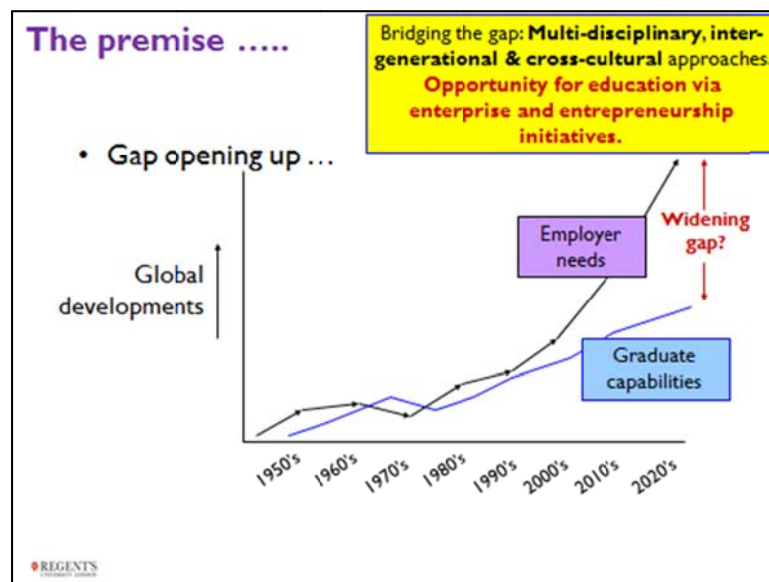 The premise .....
Bridging the gap: Multi-disciplinary, inter-
generational & cross-cultural approaches.
Opportunity for education via
enterprise and entrepreneurship
initiatives.
• Gap opening up ...
Global
developments
Employer
needs
Widening
gap?
Graduate
capabilities
1950's
1960's
1970's
1980's
1990's
2000's
2010's
2020's
REGENT'S
UNIVERSITY LONDON